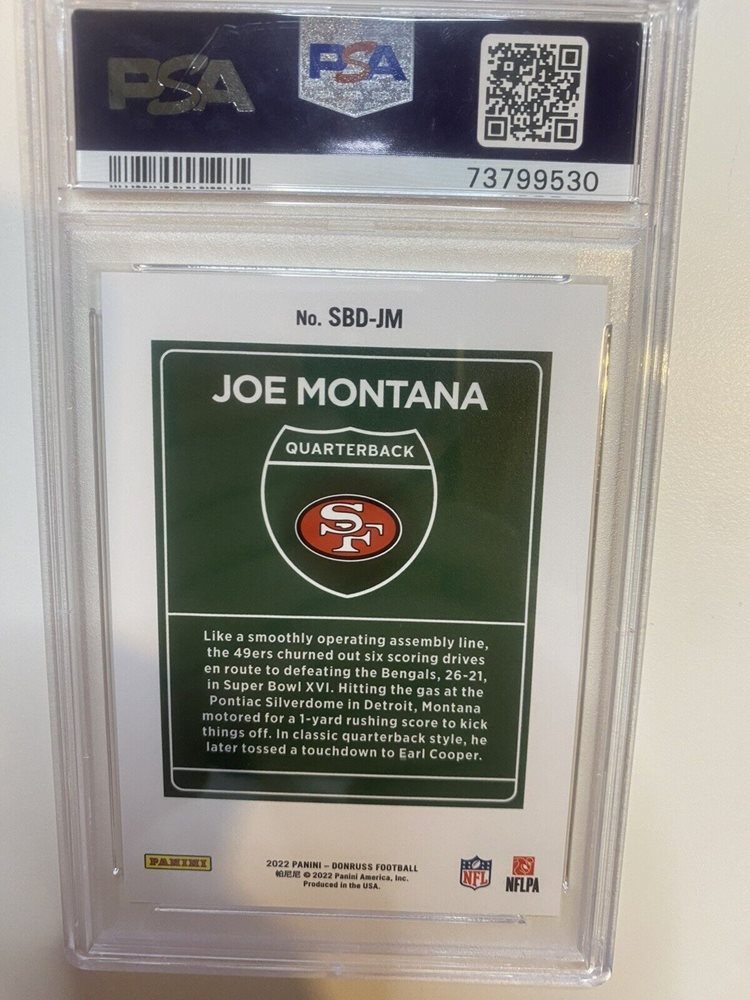 PSA
PSA
73799530
No. SBD-JM
JOE MONTANA
QUARTERBACK
SF
Like a smoothly operating assembly line,
the 49ers churned out six scoring drives
en route to defeating the Bengals, 26-21,
in Super Bowl XVI. Hitting the gas at the
Pontiac Silverdome in Detroit, Montana
motored for a 1-yard rushing score to kick
things off. In classic quarterback style, he
later tossed a touchdown to Earl Cooper.
PANINI
2022 PANINI – DONRUSS FOOTBALL
帕尼尼 © 2022 Panini America, Inc.
Produced in the USA.
NFL
NFLPA